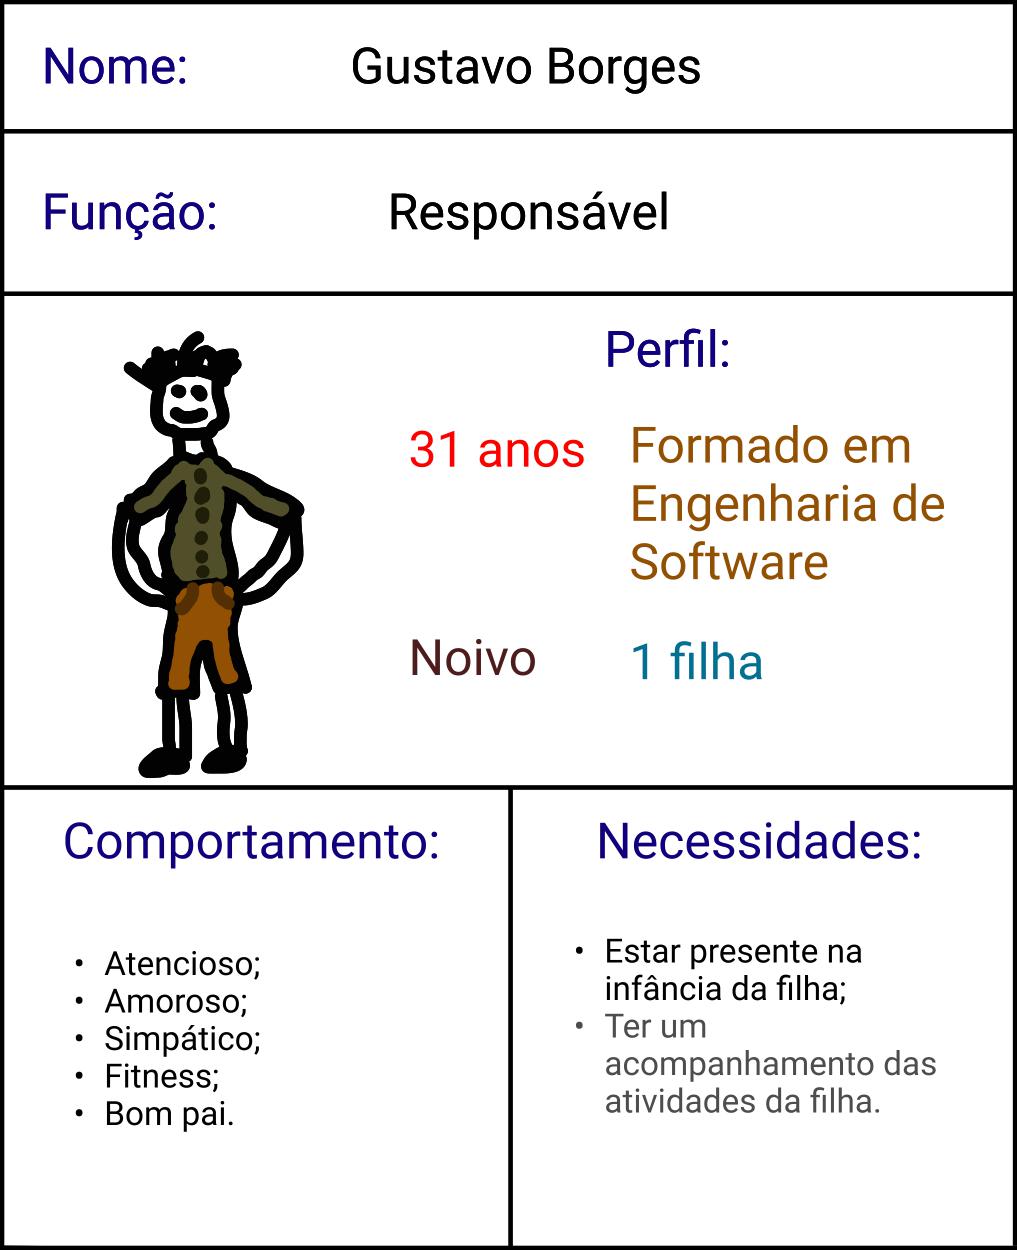 Nome: Gustavo Borges
Função: Responsável
Perfil:
31 anos
Formado em
Engenharia de
Software
Noivo
1 filha
Comportamento:
• Atencioso;
• Amoroso;
• Simpático;
• Fitness;
• Bom pai.
Necessidades:
• Estar presente na
infância da filha;
• Ter um
acompanhamento das
atividades da filha.